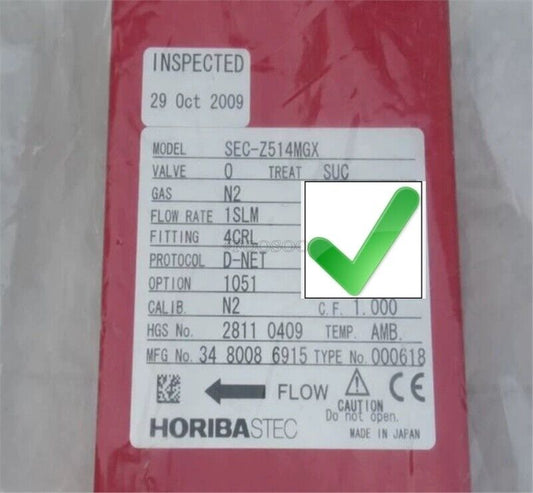 INSPECTED
29 Oct 2009
MODEL SEC-Z514MGX
VALVE O TREAT SUC
GAS N2
FLOW RATE 1SLM
FITTING 4CRL
PROTOCOL D-NET
OPTION 1051
CALIB. N2 C.F. 1.000
HGS No. 2811 0409 TEMP. AMB.
MFG No. 34 8008 6915 TYPE No. 000618
FLOW CAUTION CE
Do not open.
HORIBASTEC MADE IN JAPAN